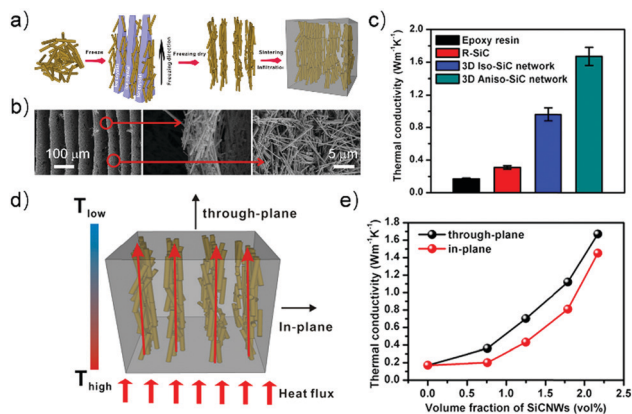 a)
Freeze
Freezing direction
Freezing dry
Sintering
Infiltration
b)
100 μm
5 μm
c)
Thermal conductivity (Wm⁻¹K⁻¹)
2.0
1.6
1.2
0.8
0.4
0.0
Epoxy resin
R-SiC
3D Iso-SiC network
3D Aniso-SiC network
d)
T low
through-plane
In-plane
T high
Heat flux
e)
Thermal conductivity (Wm⁻¹K⁻¹)
1.8
1.6
1.4
1.2
1.0
0.8
0.6
0.4
0.2
0.0
through-plane
in-plane
0.0 0.5 1.0 1.5 2.0 2.5
Volume fraction of SiCNWs (vol%)